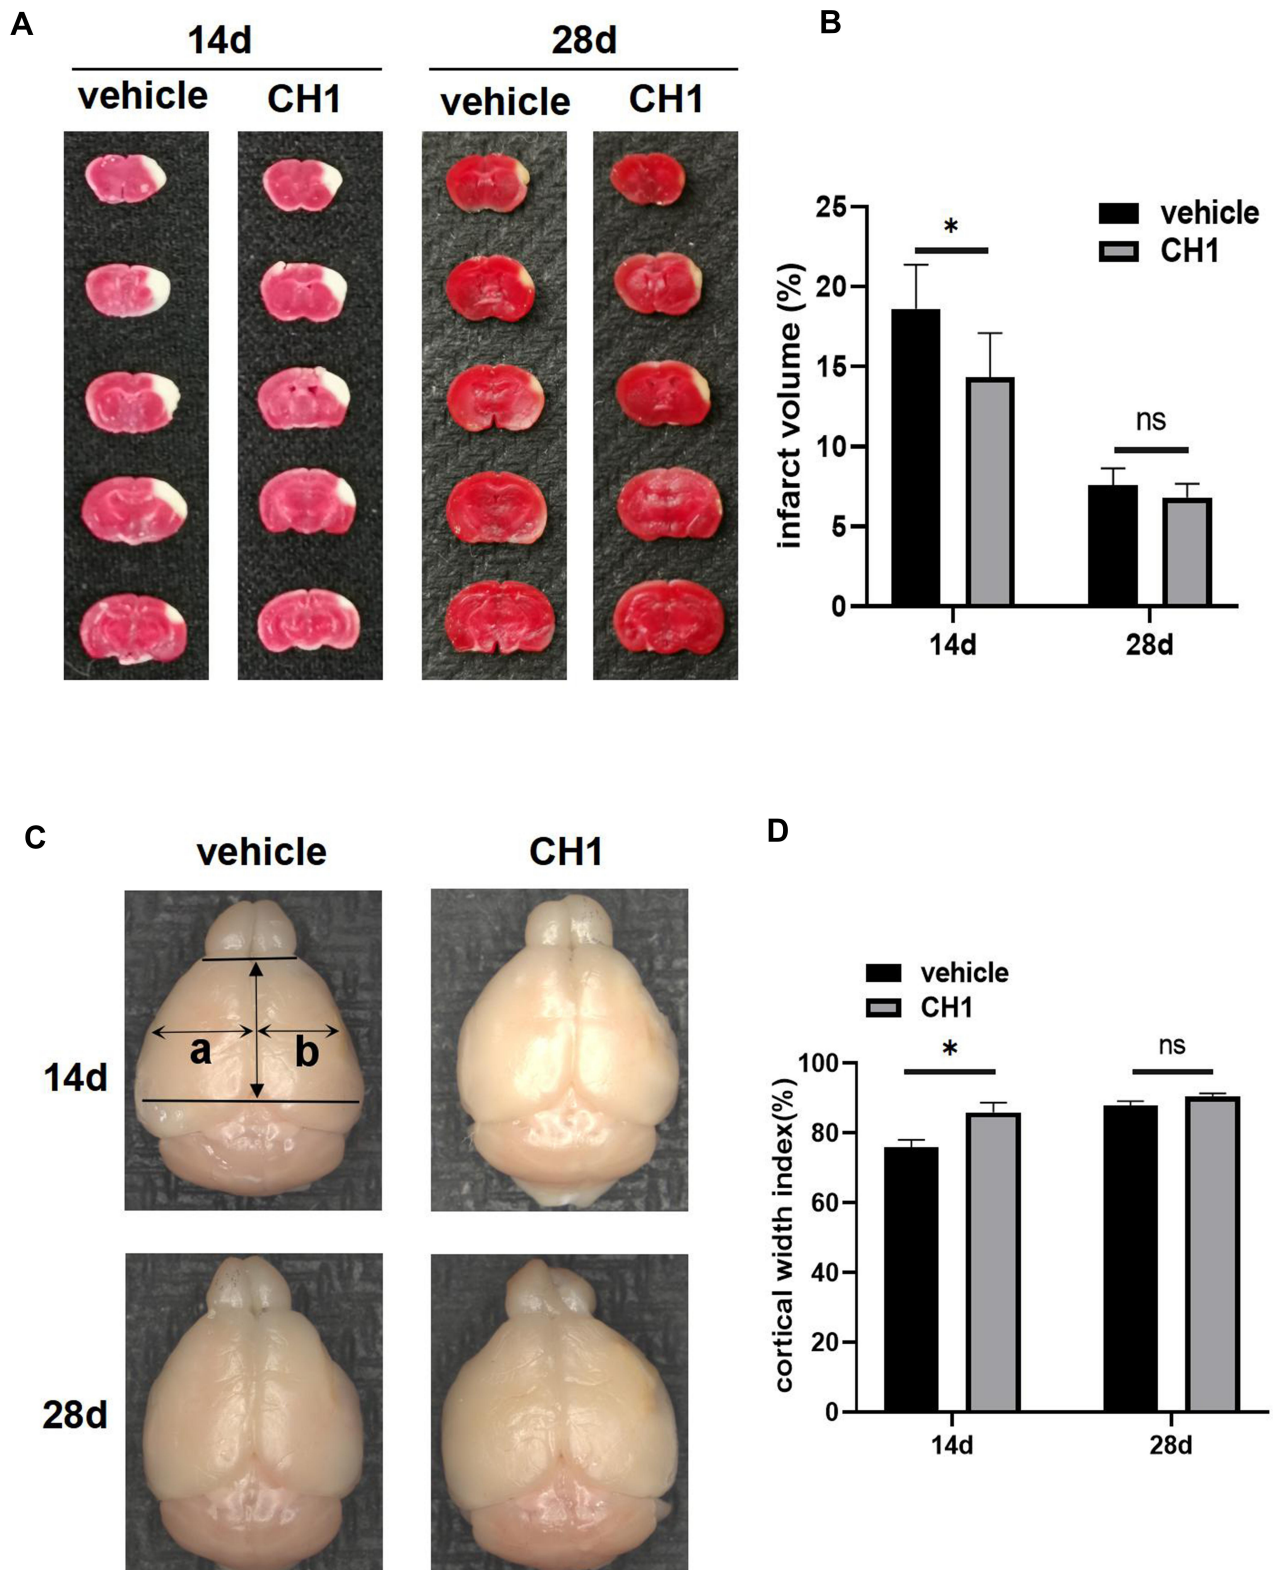 A
14d
28d
vehicle
CH1
vehicle
CH1
B
25
20
15
10
5
0
infarct volume (%)
vehicle
CH1
*
ns
14d
28d
C
vehicle
CH1
14d
a
b
28d
D
vehicle
CH1
100
80
60
40
20
0
cortical width index(%)
*
ns
14d
28d